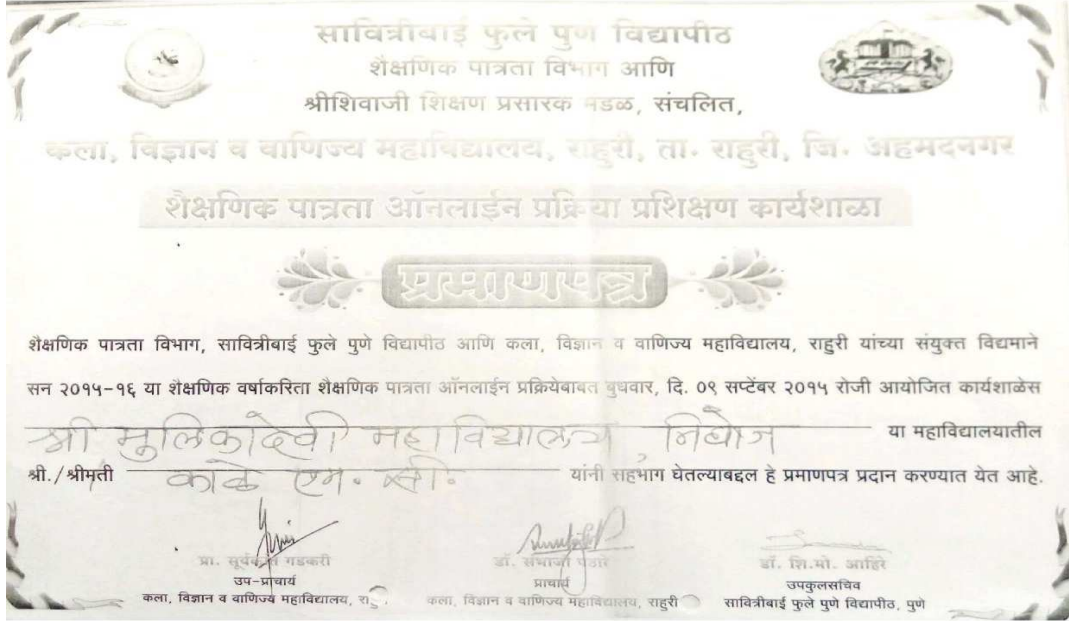 सावित्रीबाई फुले पुणे विद्यापीठ
शैक्षणिक पात्रता विभाग आणि
श्रीशिवाजी शिक्षण प्रसारक मंडळ, संचलित,
कला, विज्ञान व वाणिज्य महाविद्यालय, राहुरी, ता. राहुरी, जि. अहमदनगर
शैक्षणिक पात्रता ऑनलाईन प्रक्रिया प्रशिक्षण कार्यशाळा
प्रमाणपत्र
शैक्षणिक पात्रता विभाग, सावित्रीबाई फुले पुणे विद्यापीठ आणि कला, विज्ञान व वाणिज्य महाविद्यालय, राहुरी यांच्या संयुक्त विद्यमाने
सन २०१५-१६ या शैक्षणिक वर्षाकरिता शैक्षणिक पात्रता ऑनलाईन प्रक्रियेबाबत बुधवार, दि. ०९ सप्टेंबर २०१५ रोजी आयोजित कार्यशाळेस
श्री मुलिकादेवी महाविद्यालय निघोज या महाविद्यालयातील
श्री./श्रीमती काळे एम. सी. यांनी सहभाग घेतल्याबद्दल हे प्रमाणपत्र प्रदान करण्यात येत आहे.
प्रा. सूर्यकांत गडकरी
उप-प्राचार्य
कला, विज्ञान व वाणिज्य महाविद्यालय,
डॉ. संभाजी पठारे
प्राचार्य
कला, विज्ञान व वाणिज्य महाविद्यालय, राहुरी
डॉ. शि.मो. आहिरे
उपकुलसचिव
सावित्रीबाई फुले पुणे विद्यापीठ, पुणे